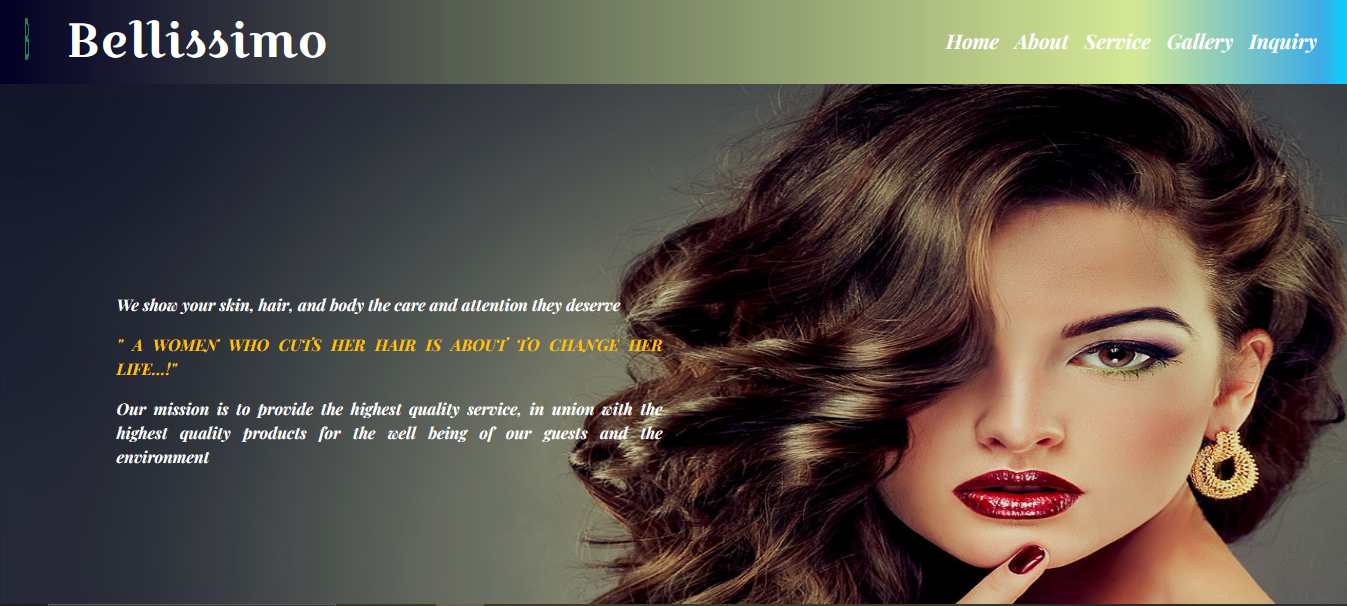 B Bellissimo
Home About Service Gallery Inquiry
We show your skin, hair, and body the care and attention they deserve
" A WOMEN WHO CUTS HER HAIR IS ABOUT TO CHANGE HER
LIFE...!"
Our mission is to provide the highest quality service, in union with the
highest quality products for the well being of our guests and the
environment